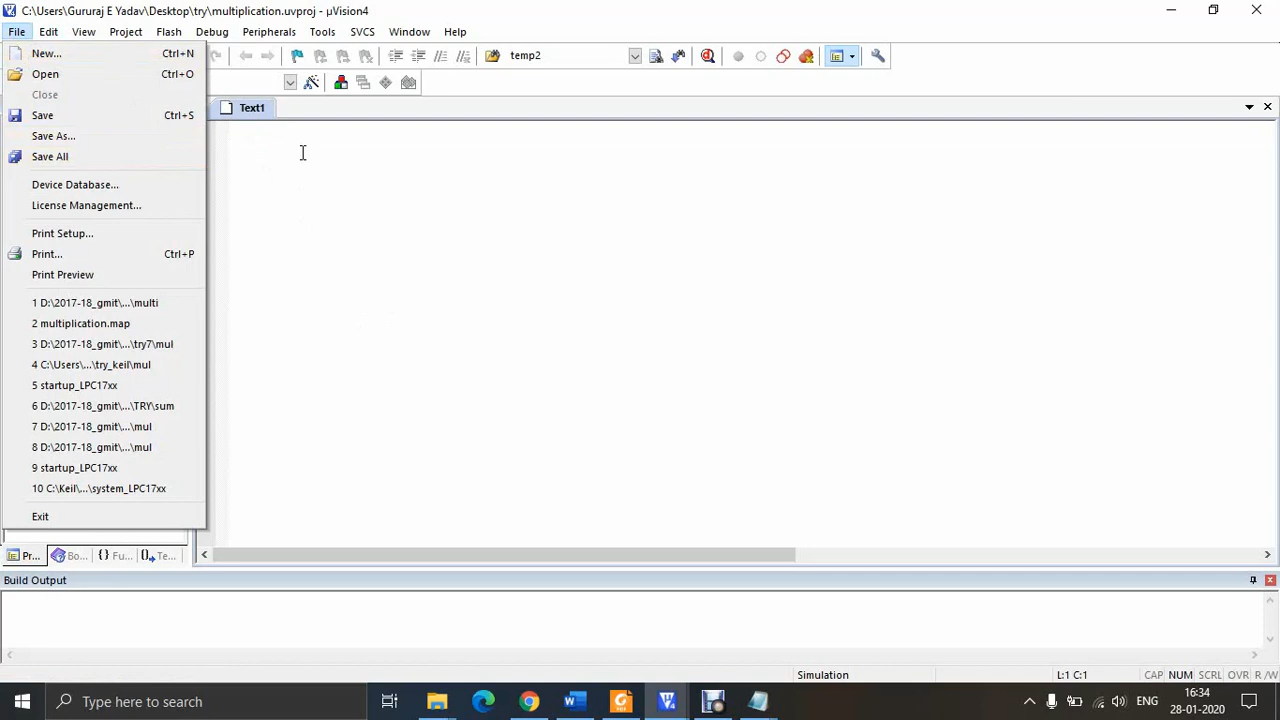 C:\Users\Gururaj E Yadav\Desktop\try\multiplication.uvproj - µVision4
File Edit View Project Flash Debug Peripherals Tools SVCS Window Help
New... Ctrl+N
temp2
Open Ctrl+O
Close
Text1
Save Ctrl+S
Save As...
Save All
Device Database...
License Management...
Print Setup...
Print... Ctrl+P
Print Preview
1 D:\2017-18_gmit\...\multi
2 multiplication.map
3 D:\2017-18_gmit\...\try7\mul
4 C:\Users\...\try_keil\mul
5 startup_LPC17xx
6 D:\2017-18_gmit\...\TRY\sum
7 D:\2017-18_gmit\...\mul
8 D:\2017-18_gmit\...\mul
9 startup_LPC17xx
10 C:\Keil\...\system_LPC17xx
Exit
Pr... Bo... {} Fu... Te...
Build Output
Simulation L:1 C:1 CAP NUM SCRL OVR R/W
Type here to search
ENG
16:34
28-01-2020